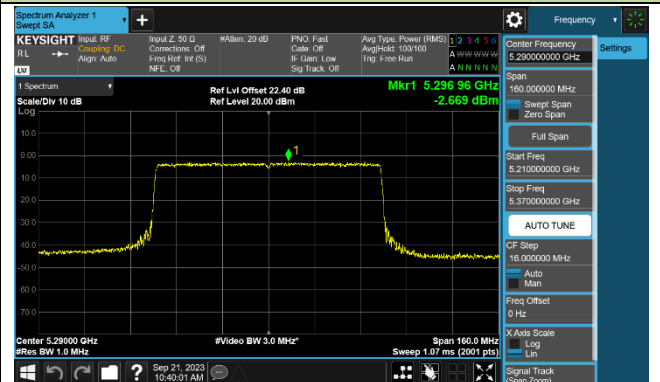 Spectrum Analyzer 1
Swept SA
+
Frequency
KEYSIGHT
RL
LXI
Input: RF
Coupling: DC
Align: Auto
Input Z: 50 Ω
Corrections: Off
Freq Ref: Int (S)
NFE: Off
#Atten: 20 dB
PNO: Fast
Gate: Off
IF Gain: Low
Sig Track: Off
Avg Type: Power (RMS)
Avg|Hold: 100/100
Trig: Free Run
1 2 3 4 5 6
A W W W W W
A N N N N N
1 Spectrum
Scale/Div 10 dB
Log
Ref Lvl Offset 22.40 dB
Ref Level 20.00 dBm
Mkr1 5.296 96 GHz
-2.669 dBm
10.0
0.00
-10.0
-20.0
-30.0
-40.0
-50.0
-60.0
-70.0
1
Center 5.29000 GHz
#Res BW 1.0 MHz
#Video BW 3.0 MHz*
Span 160.0 MHz
Sweep 1.07 ms (2001 pts)
Center Frequency
5.290000000 GHz
Settings
Span
160.000000 MHz
Swept Span
Zero Span
Full Span
Start Freq
5.210000000 GHz
Stop Freq
5.370000000 GHz
AUTO TUNE
CF Step
16.000000 MHz
Auto
Man
Freq Offset
0 Hz
X Axis Scale
Log
Lin
Signal Track
(Span Zoom)
?
Sep 21, 2023
10:40:01 AM